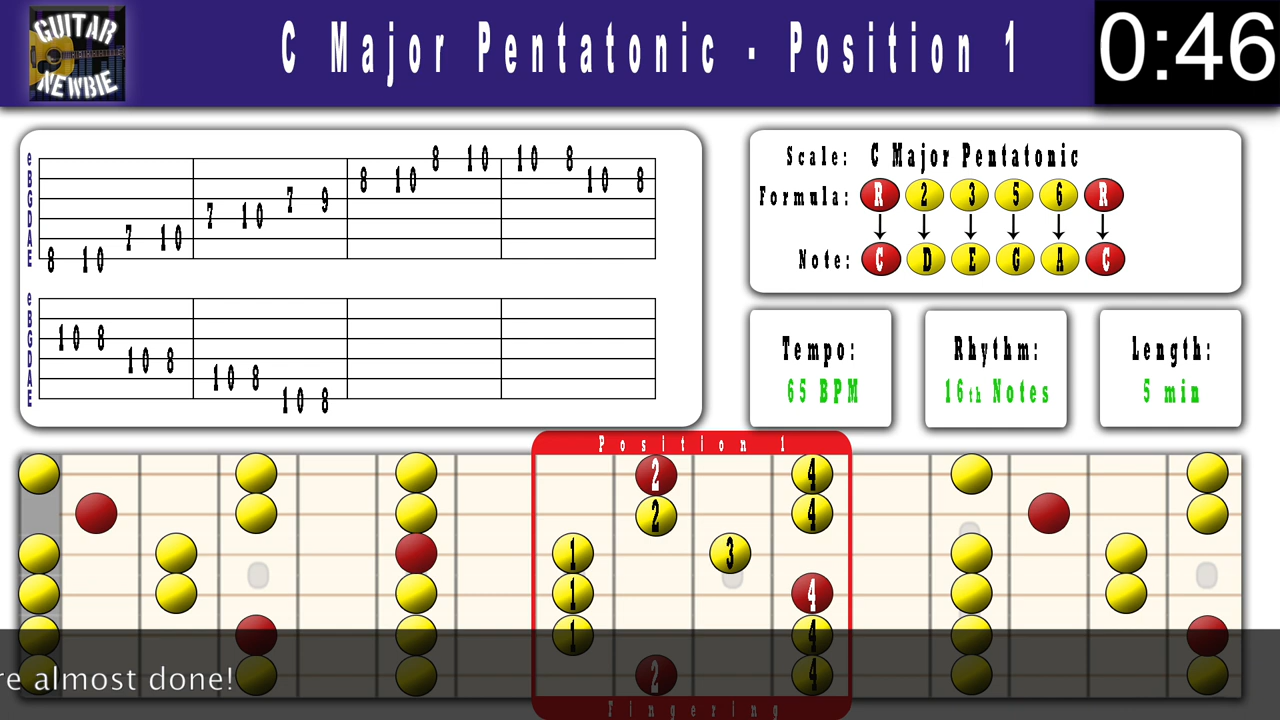 GUITAR
NEWBIE
C Major Pentatonic - Position 1
0:46
e
B
G
D
A
E
8 10 7 10 7 10 7 9 8 10 8 10 10 8 10 8
e
B
G
D
A
E
10 8 10 8 10 8 10 8
Scale: C Major Pentatonic
Formula: R 2 3 5 6 R
Note: C D E G A C
Tempo:
65 BPM
Rhythm:
16th Notes
Length:
5 min
Position 1
2 4
2 4
1 3
1 4
1 4
2 4
Fingering
re almost done!